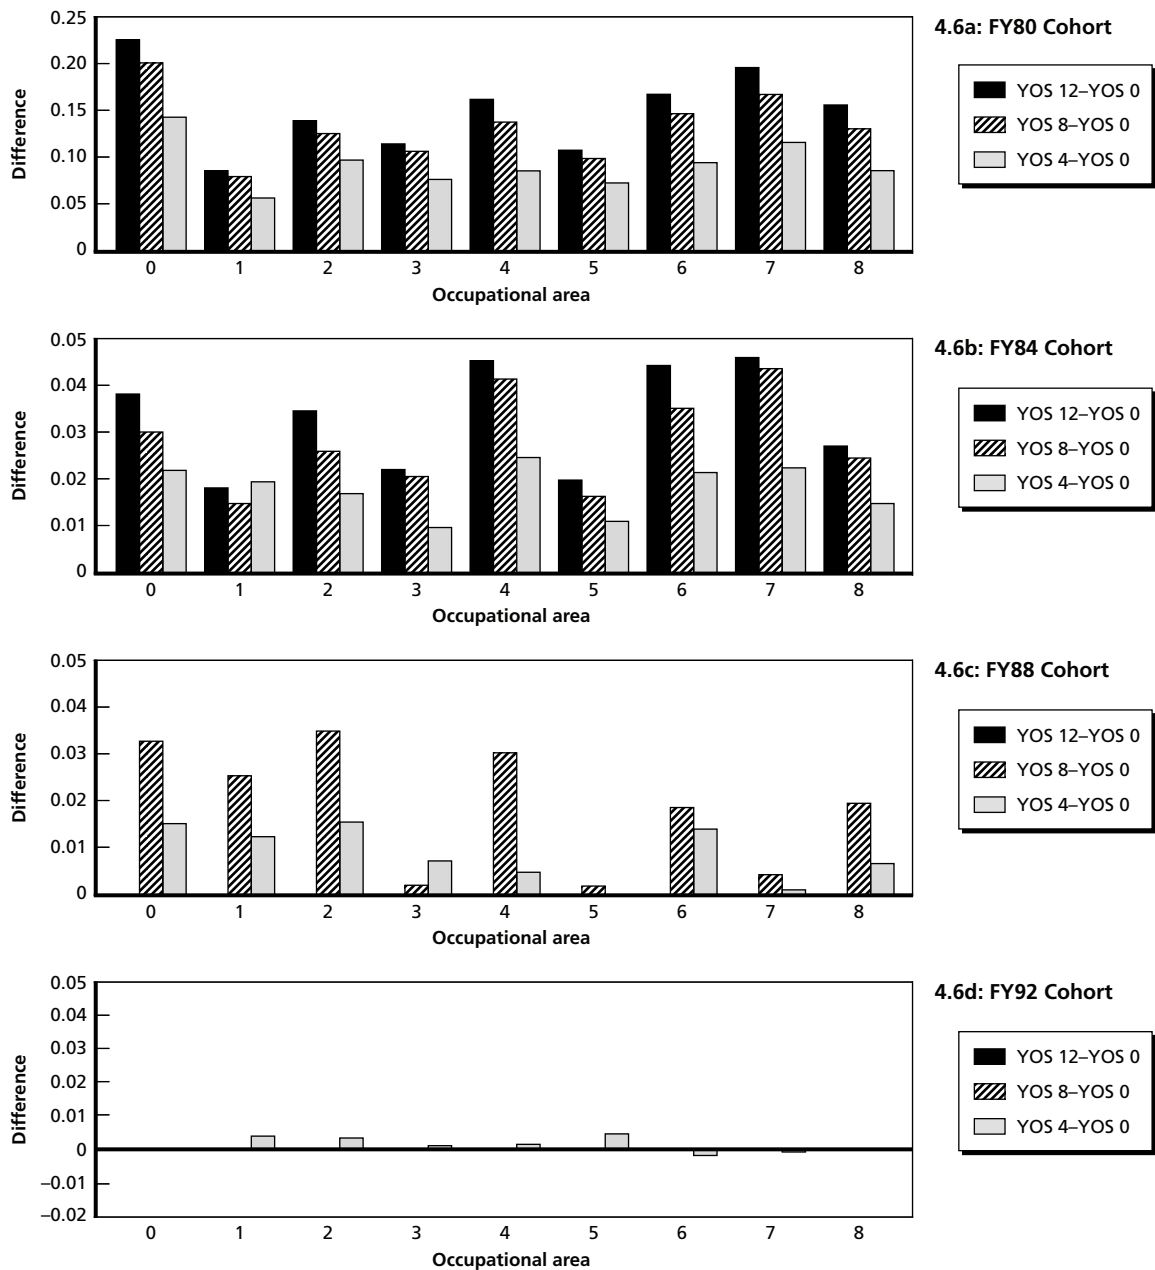 4.6a: FY80 Cohort
Difference
0.25
0.20
0.15
0.10
0.05
0
0 1 2 3 4 5 6 7 8
Occupational area
YOS 12–YOS 0
YOS 8–YOS 0
YOS 4–YOS 0
4.6b: FY84 Cohort
Difference
0.05
0.04
0.03
0.02
0.01
0
0 1 2 3 4 5 6 7 8
Occupational area
YOS 12–YOS 0
YOS 8–YOS 0
YOS 4–YOS 0
4.6c: FY88 Cohort
Difference
0.05
0.04
0.03
0.02
0.01
0
0 1 2 3 4 5 6 7 8
Occupational area
YOS 12–YOS 0
YOS 8–YOS 0
YOS 4–YOS 0
4.6d: FY92 Cohort
Difference
0.05
0.04
0.03
0.02
0.01
0
–0.01
–0.02
0 1 2 3 4 5 6 7 8
Occupational area
YOS 12–YOS 0
YOS 8–YOS 0
YOS 4–YOS 0